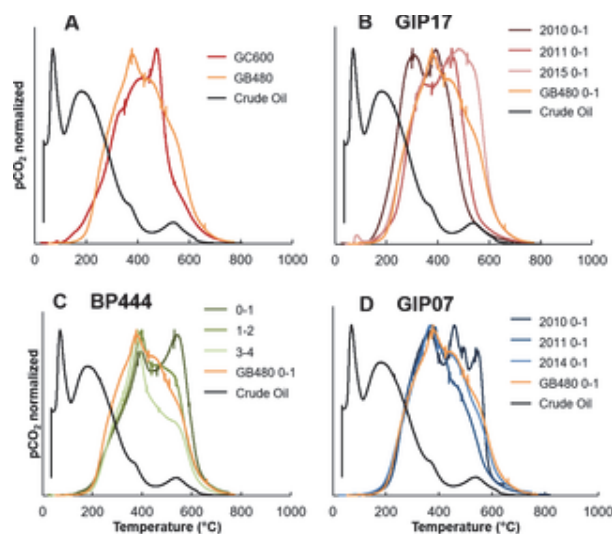 A
GC600
GB480
Crude Oil
pCO2 normalized
0 200 400 600 800 1000
B GIP17
2010 0-1
2011 0-1
2015 0-1
GB480 0-1
Crude Oil
0 200 400 600 800 1000
C BP444
0-1
1-2
3-4
GB480 0-1
Crude Oil
pCO2 normalized
0 200 400 600 800 1000
Temperature (°C)
D GIP07
2010 0-1
2011 0-1
2014 0-1
GB480 0-1
Crude Oil
0 200 400 600 800 1000
Temperature (°C)